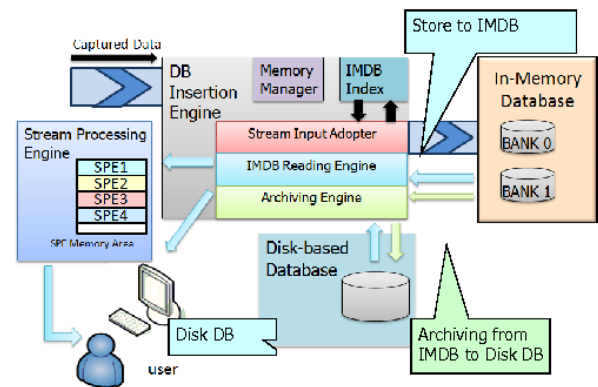 Captured Data
Store to IMDB
DB
Insertion
Engine
Memory
Manager
IMDB
Index
In-Memory
Database
BANK 0
BANK 1
Stream Processing
Engine
SPE1
SPE2
SPE3
SPE4
SPE Memory Area
Stream Input Adopter
IMDB Reading Engine
Archiving Engine
Disk-based
Database
Disk DB
Archiving from
IMDB to Disk DB
user